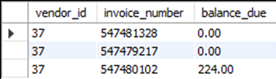 vendor_id invoice_number balance_due
37 547481328 0.00
37 547479217 0.00
37 547480102 224.00